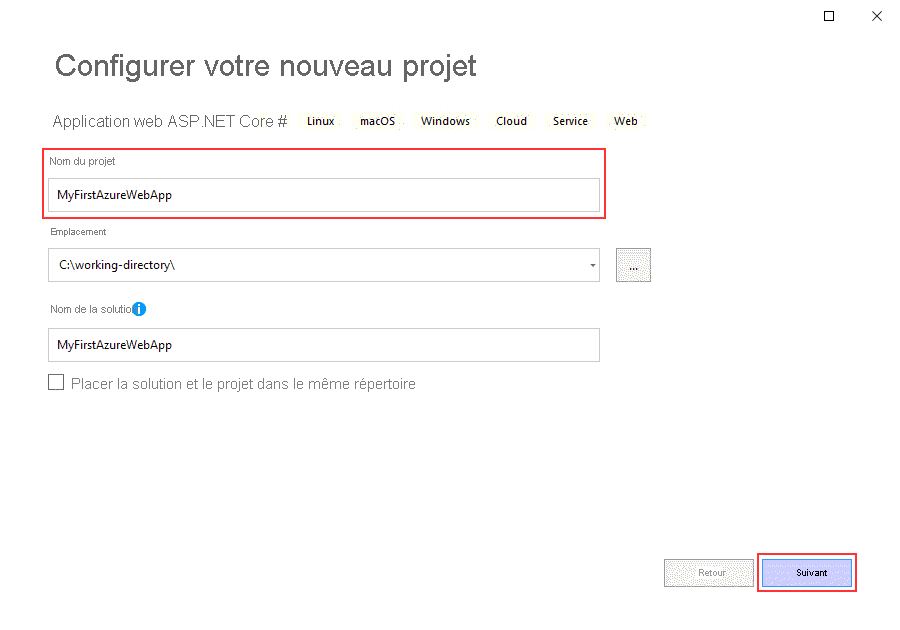 Configurer votre nouveau projet
Application web ASP.NET Core # Linux macOS Windows Cloud Service Web
Nom du projet
MyFirstAzureWebApp
Emplacement
C:\working-directory\
...
Nom de la solution
MyFirstAzureWebApp
Placer la solution et le projet dans le même répertoire
Retour Suivant